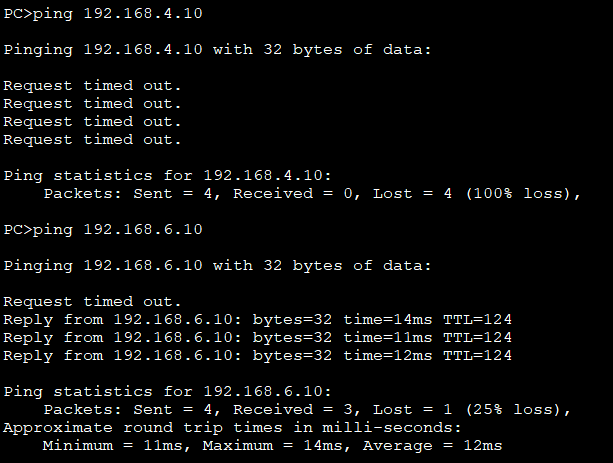 PC>ping 192.168.4.10
Pinging 192.168.4.10 with 32 bytes of data:
Request timed out.
Request timed out.
Request timed out.
Request timed out.
Ping statistics for 192.168.4.10:
    Packets: Sent = 4, Received = 0, Lost = 4 (100% loss),
PC>ping 192.168.6.10
Pinging 192.168.6.10 with 32 bytes of data:
Request timed out.
Reply from 192.168.6.10: bytes=32 time=14ms TTL=124
Reply from 192.168.6.10: bytes=32 time=11ms TTL=124
Reply from 192.168.6.10: bytes=32 time=12ms TTL=124
Ping statistics for 192.168.6.10:
    Packets: Sent = 4, Received = 3, Lost = 1 (25% loss),
Approximate round trip times in milli-seconds:
    Minimum = 11ms, Maximum = 14ms, Average = 12ms